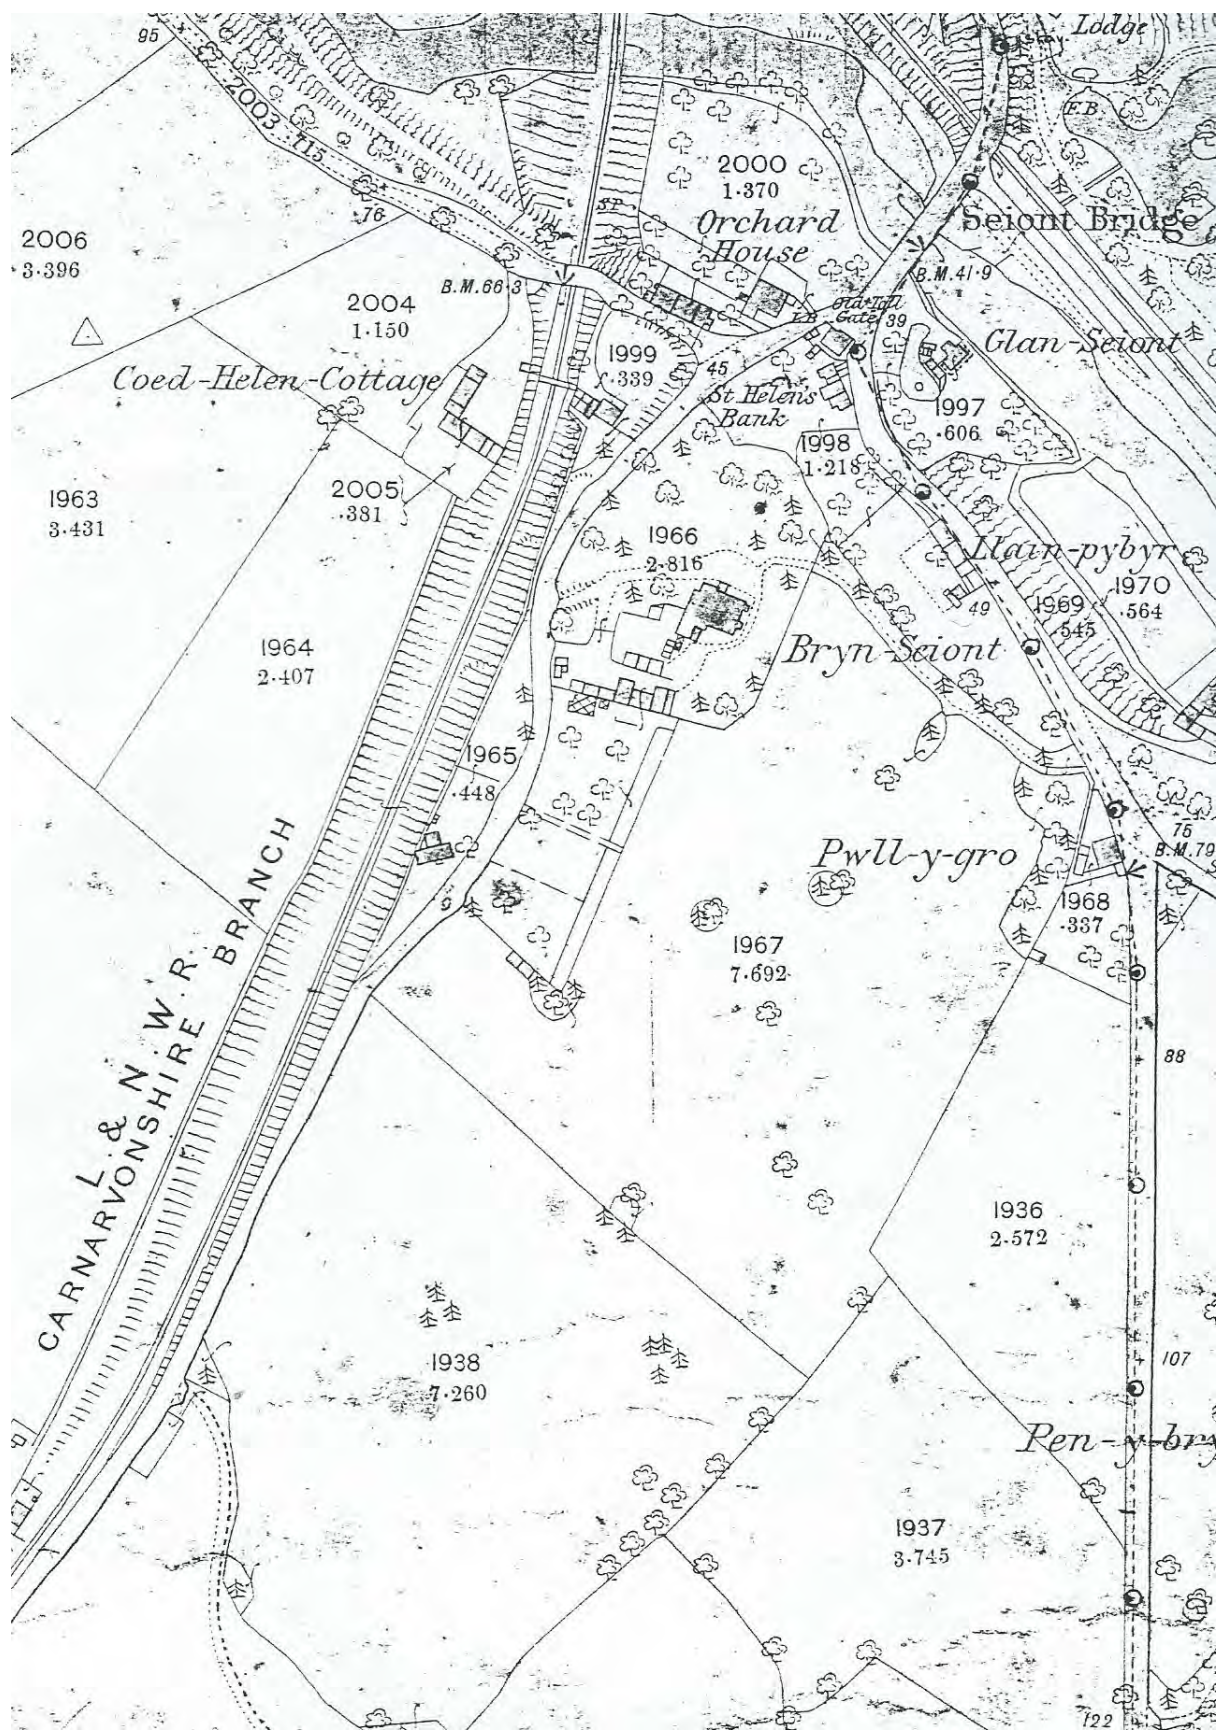 95
Lodge
F.B
2003
.715
2000
1.370
76
S.P.
Orchard
House
Seiont Bridge
2006
3.396
B.M.66.3
B.M.41.9
2004
1.150
L.B
Old Toll
Gate
39
Glan-Seiont
1999
.339
45
Coed-Helen-Cottage
St Helen's
Bank
1997
.606
1998
1.218
1963
3.431
2005
.381
1966
2.816
Llain-pybyr
1970
.564
49
1969
.545
1964
2.407
Bryn-Seiont
1965
.448
75
B.M.79
Pwll-y-gro
1968
.337
1967
7.692
L. & N. W. R.
CARNARVONSHIRE BRANCH
88
1936
2.572
107
1938
7.260
Pen-y-bry
1937
3.745
122